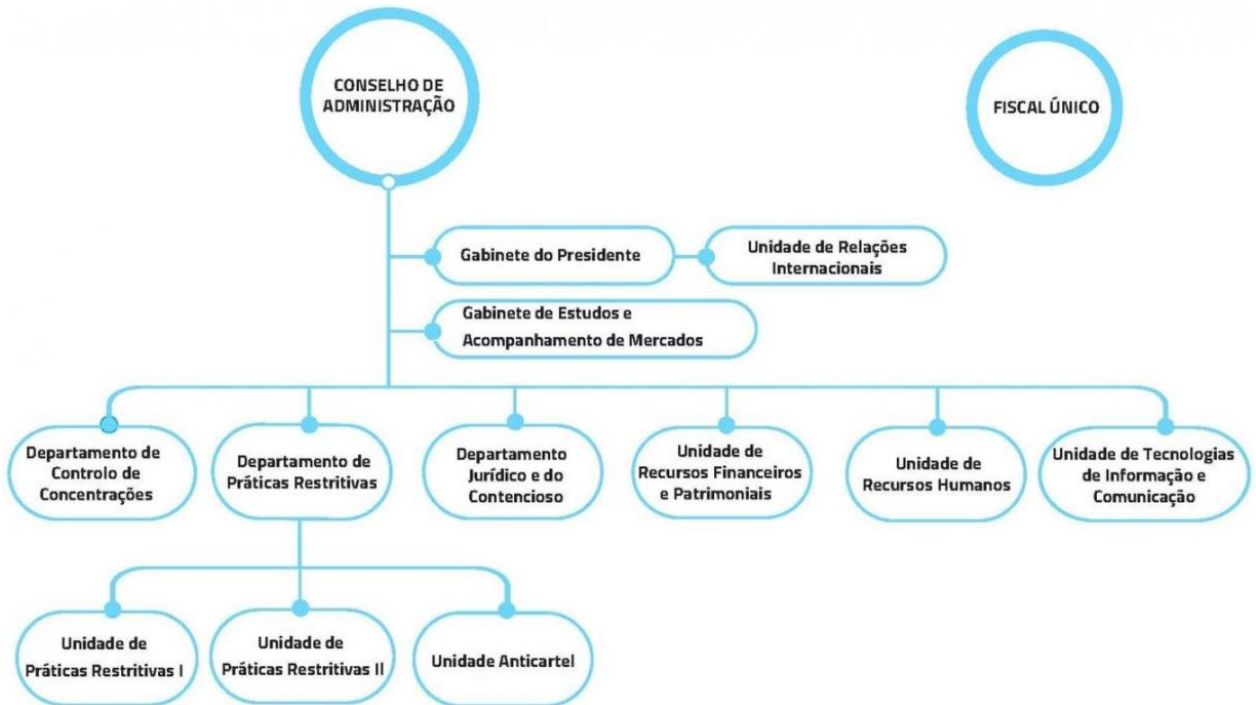 CONSELHO DE
ADMINISTRAÇÃO
FISCAL ÚNICO
Gabinete do Presidente
Unidade de Relações
Internacionais
Gabinete de Estudos e
Acompanhamento de Mercados
Departamento de
Controlo de
Concentrações
Departamento de
Práticas Restritivas
Departamento
Jurídico e do
Contencioso
Unidade de
Recursos Financeiros
e Patrimoniais
Unidade de
Recursos Humanos
Unidade de Tecnologias
de Informação e
Comunicação
Unidade de
Práticas Restritivas I
Unidade de
Práticas Restritivas II
Unidade Anticartel